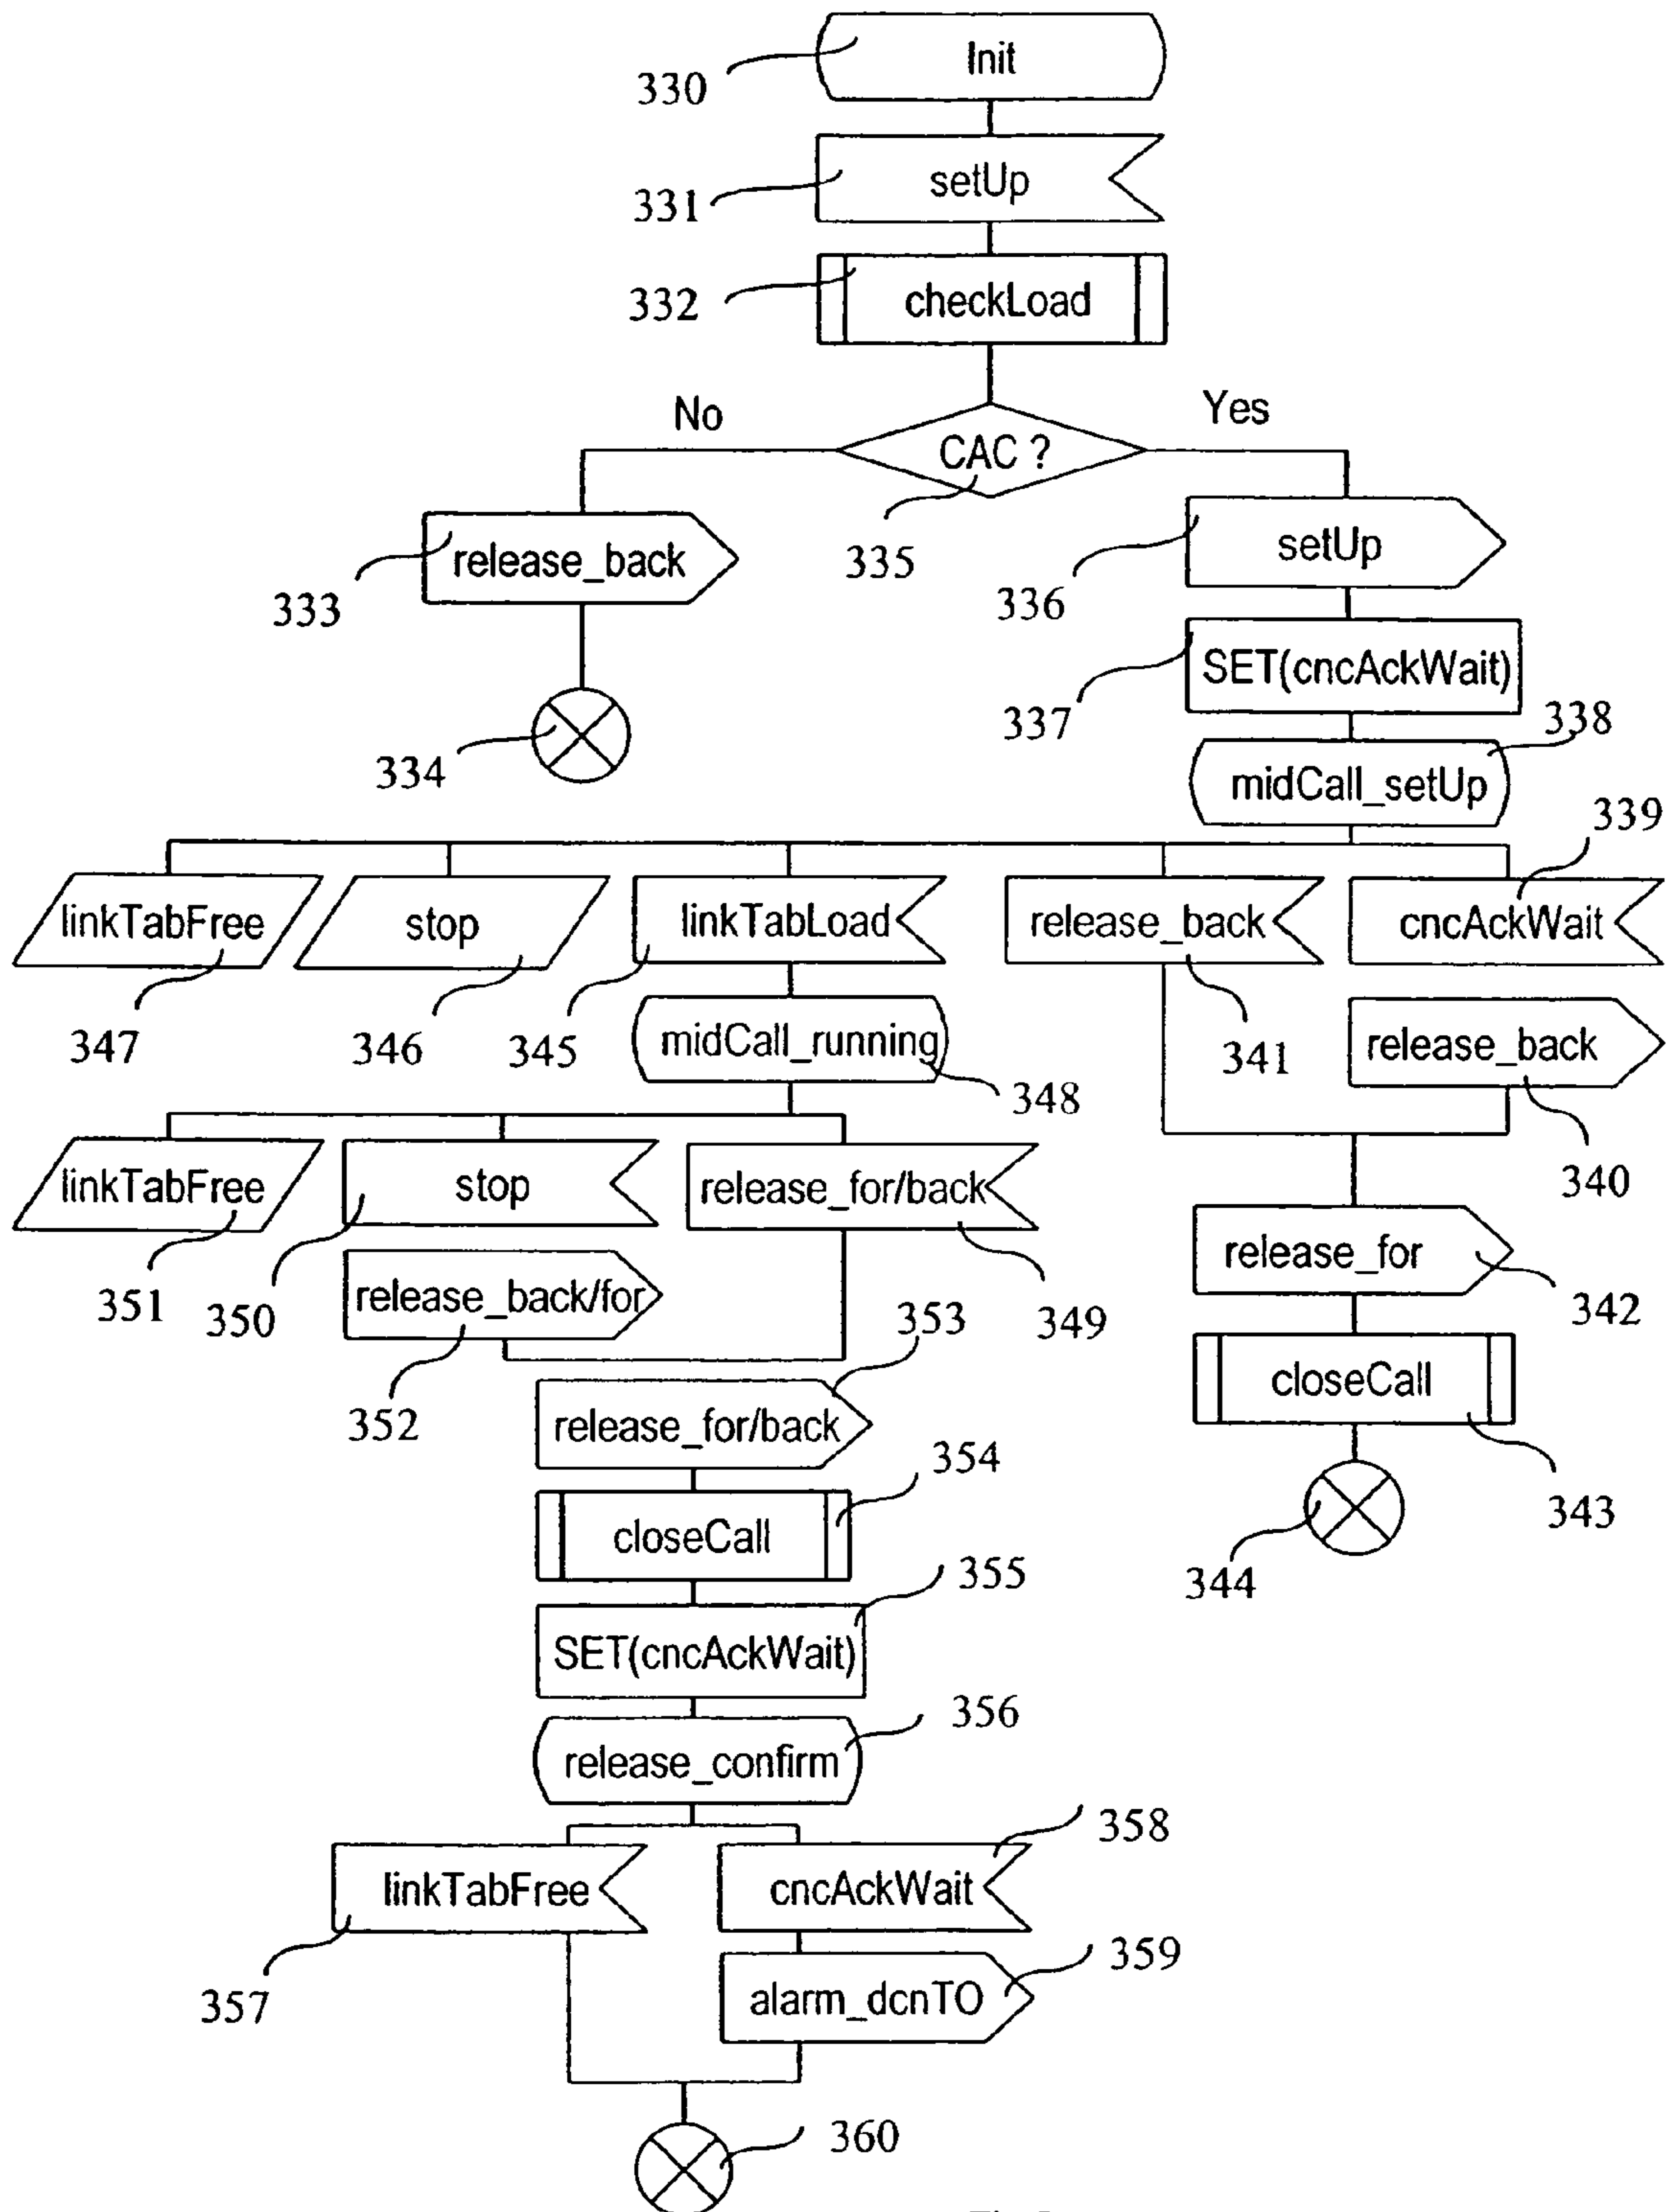 Init
330
setUp
331
checkLoad
332
No
Yes
CAC ?
335
release_back
333
334
setUp
336
SET(cncAckWait)
337
338
midCall_setUp
339
linkTabFree
stop
linkTabLoad
release_back
cncAckWait
347
346
345
341
midCall_running
348
release_back
340
linkTabFree
stop
release_for/back
351
350
349
release_back/for
352
353
release_for
342
closeCall
343
344
release_for/back
354
closeCall
355
SET(cncAckWait)
356
release_confirm
358
linkTabFree
cncAckWait
357
359
alarm_dcnTO
360